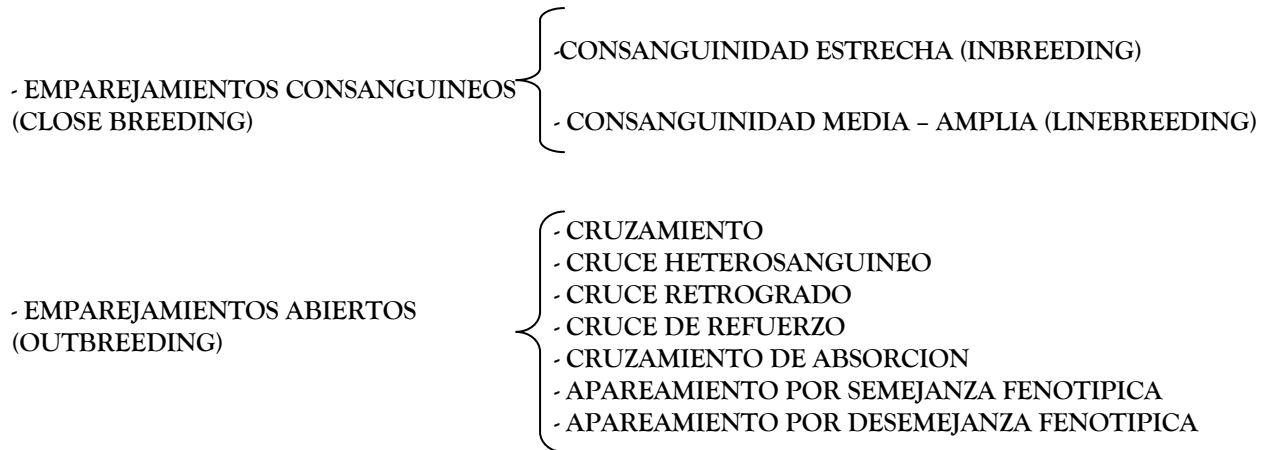 - EMPAREJAMIENTOS CONSANGUINEOS
(CLOSE BREEDING)
-CONSANGUINIDAD ESTRECHA (INBREEDING)
- CONSANGUINIDAD MEDIA – AMPLIA (LINEBREEDING)
- EMPAREJAMIENTOS ABIERTOS
(OUTBREEDING)
- CRUZAMIENTO
- CRUCE HETEROSANGUINEO
- CRUCE RETROGRADO
- CRUCE DE REFUERZO
- CRUZAMIENTO DE ABSORCION
- APAREAMIENTO POR SEMEJANZA FENOTIPICA
- APAREAMIENTO POR DESEMEJANZA FENOTIPICA